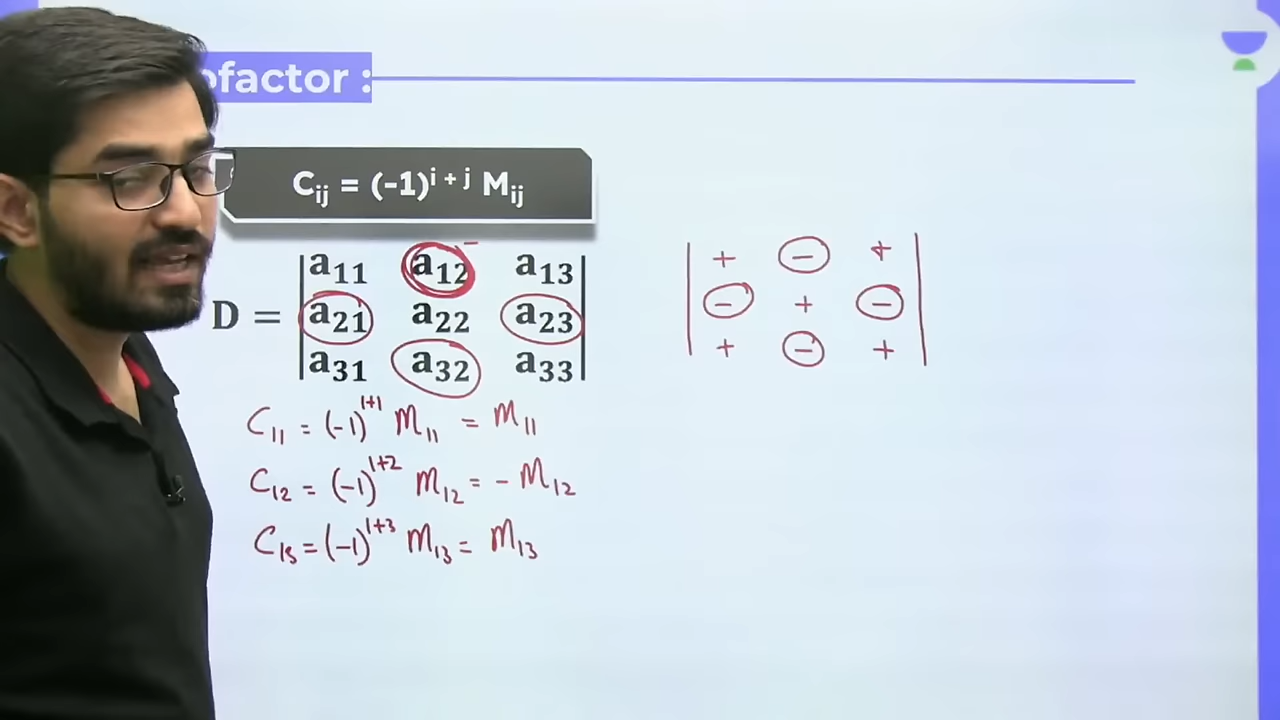 ofactor :
Cij = (-1)i + j Mij
a11 a12 a13
D = a21 a22 a23
a31 a32 a33
+ - +
- + -
+ - +
C11 = (-1)1+1 M11 = M11
C12 = (-1)1+2 M12 = - M12
C13 = (-1)1+3 M13 = M13